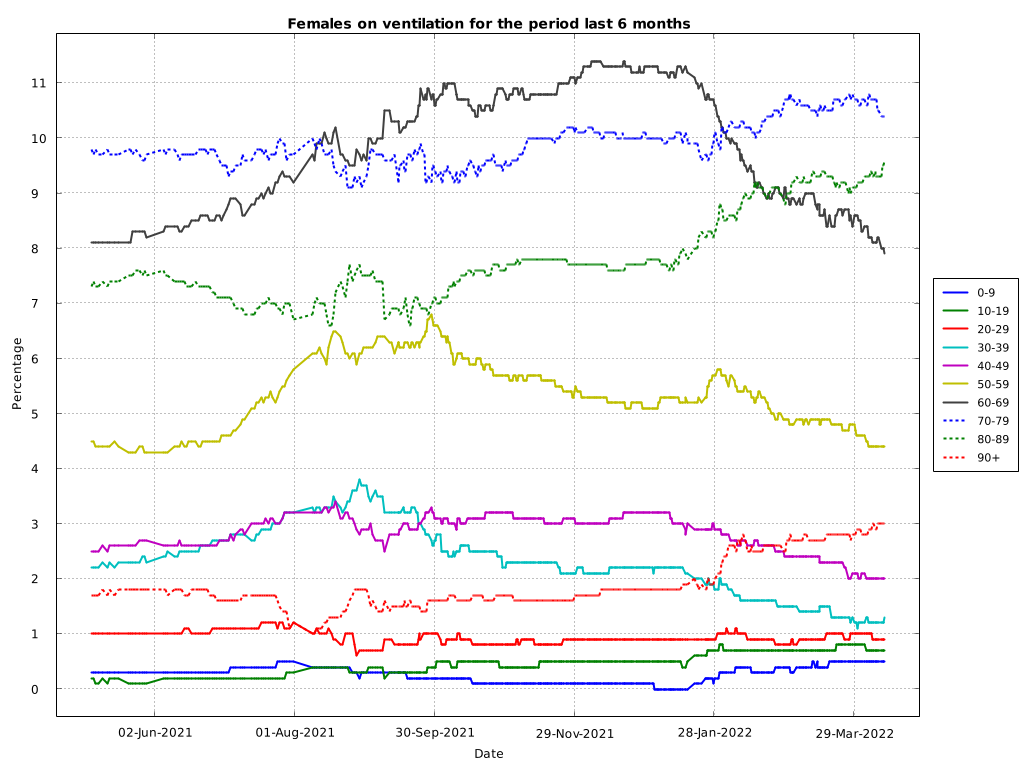 Females on ventilation for the period last 6 months
11
10
9
8
7
6
5
4
3
2
1
0
Percentage
02-Jun-2021
01-Aug-2021
30-Sep-2021
29-Nov-2021
28-Jan-2022
29-Mar-2022
Date
0-9
10-19
20-29
30-39
40-49
50-59
60-69
70-79
80-89
90+